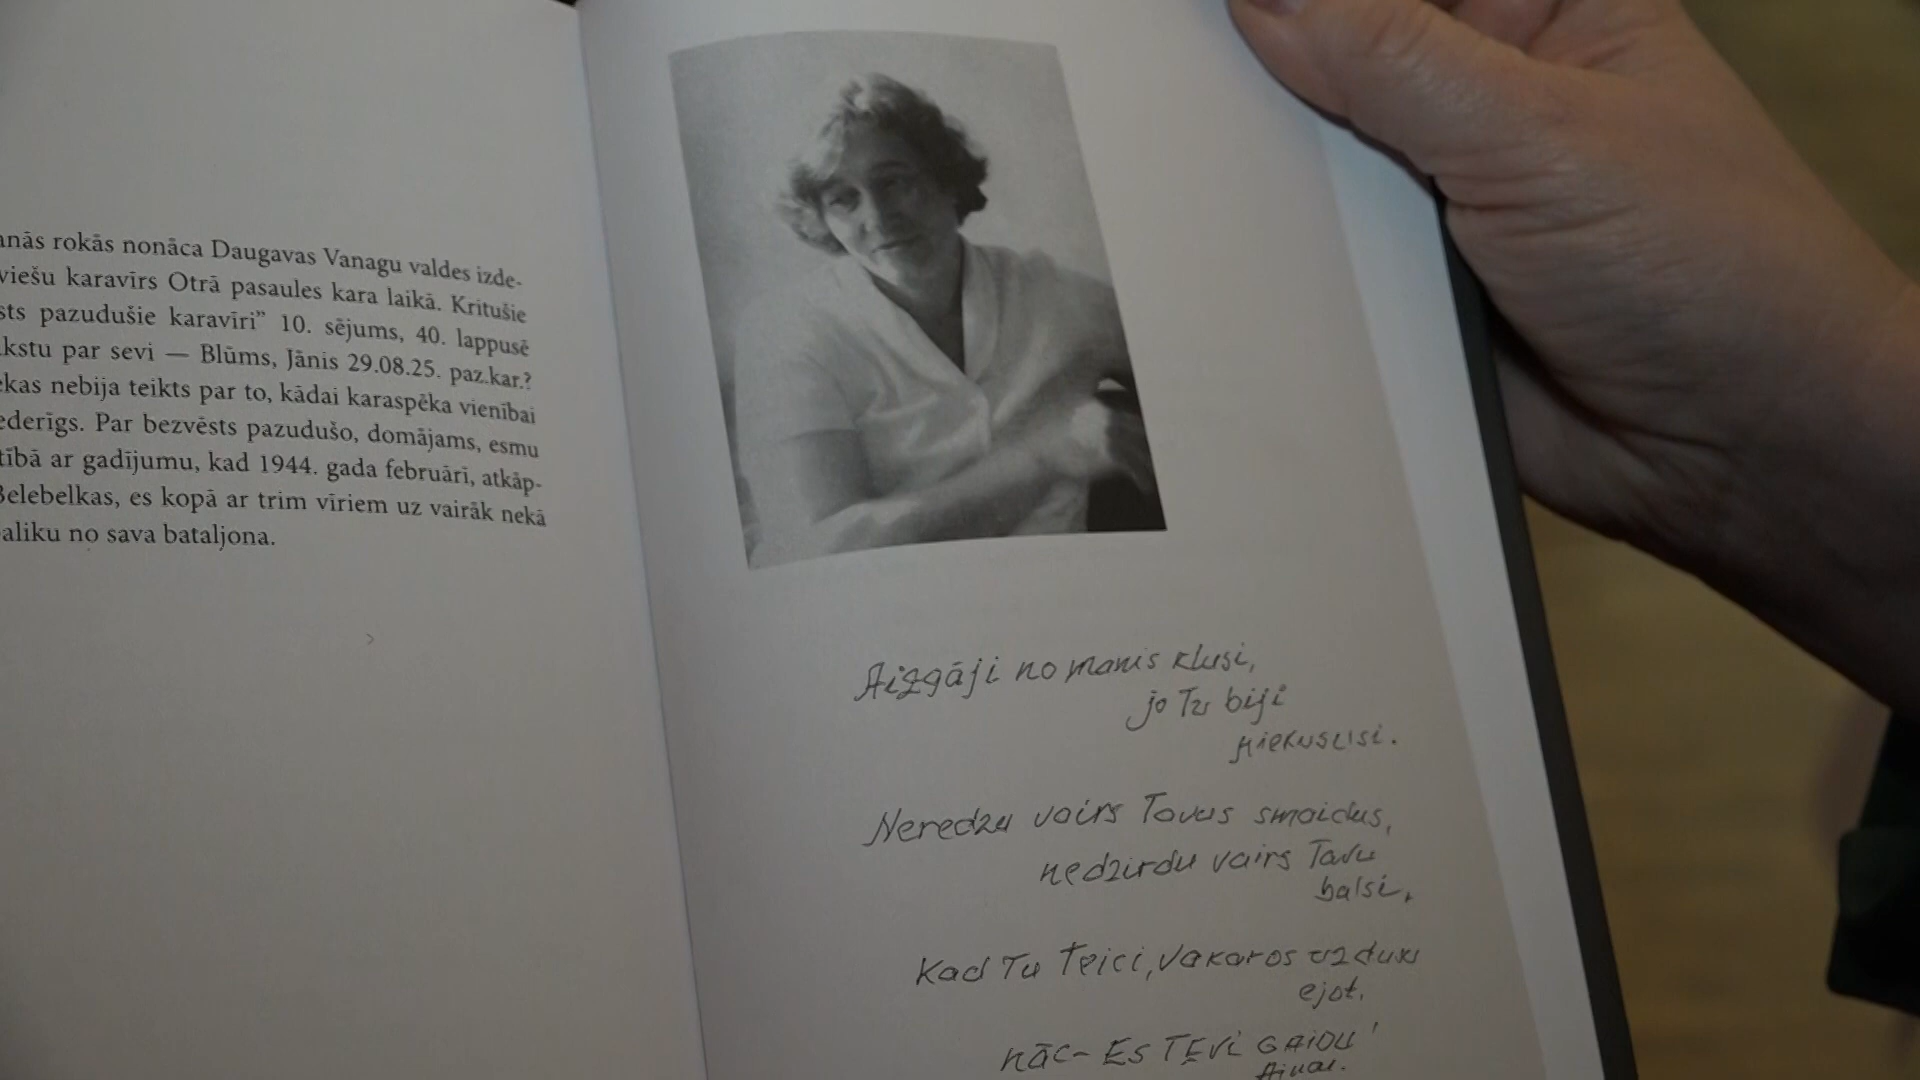 anās rokās nonāca Daugavas Vanagu valdes izde-
viešu karavīrs Otrā pasaules kara laikā. Kritušie
sts pazudušie karavīri” 10. sējums, 40. lappusē
kstu par sevi — Blūms, Jānis 29.08.25. paz.kar.?
ekas nebija teikts par to, kādai karaspēka vienībai
ederīgs. Par bezvēsts pazudušo, domājams, esmu
tībā ar gadījumu, kad 1944. gada februārī, atkāp-
Belebelkas, es kopā ar trim vīriem uz vairāk nekā
aliku no sava bataljona.
Aizgāji no manis klusi,
jo Tu biji
piekususi.
Neredzu vairs Tavus smaidus,
nedzirdu vairs Tavu
balsi,
Kad Tu teici, vakaros uz dusu
ejot,
nāc- ES TEVI GAIDU!